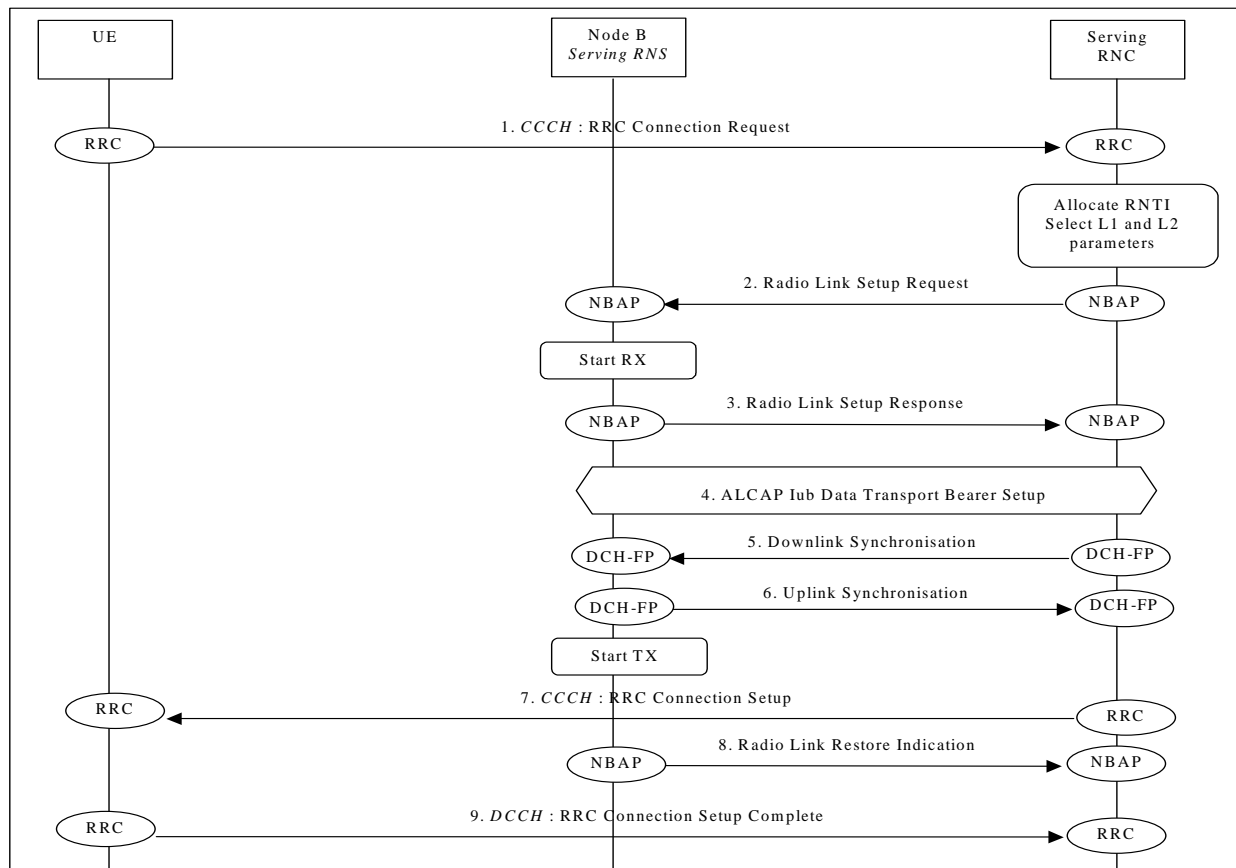 UE
Node B
Serving RNS
Serving
RNC
1. CCCH : RRC Connection Request
RRC
RRC
Allocate RNTI
Select L1 and L2
parameters
2. Radio Link Setup Request
NBAP
NBAP
Start RX
3. Radio Link Setup Response
NBAP
NBAP
4. ALCAP Iub Data Transport Bearer Setup
5. Downlink Synchronisation
DCH-FP
DCH-FP
6. Uplink Synchronisation
DCH-FP
DCH-FP
Start TX
7. CCCH : RRC Connection Setup
RRC
RRC
8. Radio Link Restore Indication
NBAP
NBAP
9. DCCH : RRC Connection Setup Complete
RRC
RRC